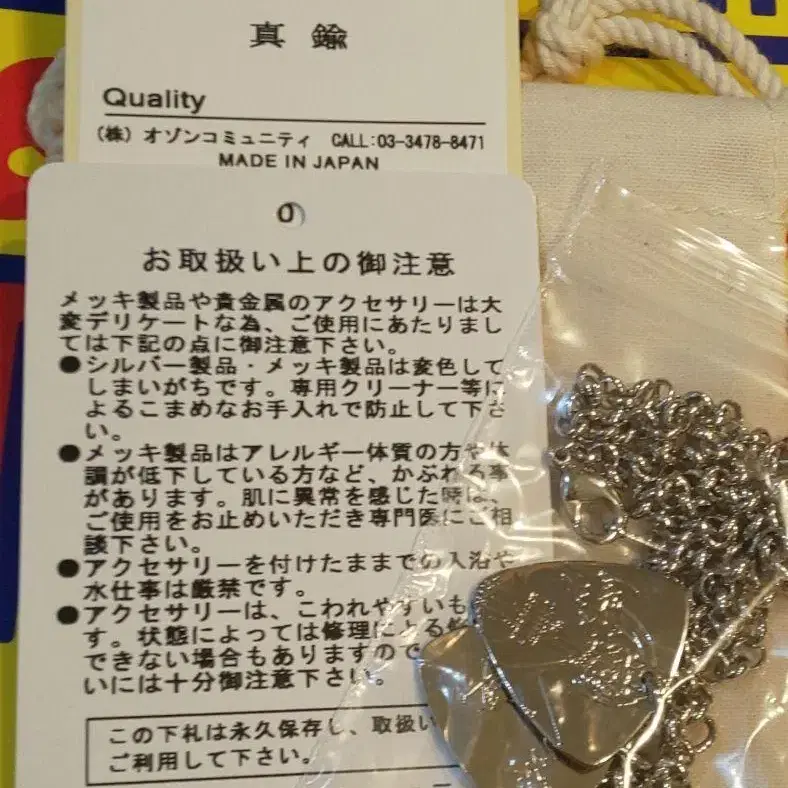 真鍮
Quality
(株) オゾンコミュニティ CALL:03-3478-8471
MADE IN JAPAN
お取扱い上の御注意
メッキ製品や貴金属のアクセサリーは大
変デリケートな為、ご使用にあたりまし
ては下記の点に御注意下さい。
●シルバー製品・メッキ製品は変色して
しまいがちです。専用クリーナー等に
よるこまめなお手入れで防止して下さ
い。
●メッキ製品はアレルギー体質の方や体
調が低下している方など、かぶれる事
があります。肌に異常を感じた時は、
ご使用をお止めいただき専門医にご相
談下さい。
●アクセサリーを付けたままでの入浴や
水仕事は厳禁です。
●アクセサリーは、こわれやすいも
す。状態によっては修理による
できない場合もありますので
いには十分御注意下さい。
この下札は永久保存し、取扱い
ご利用して下さい。